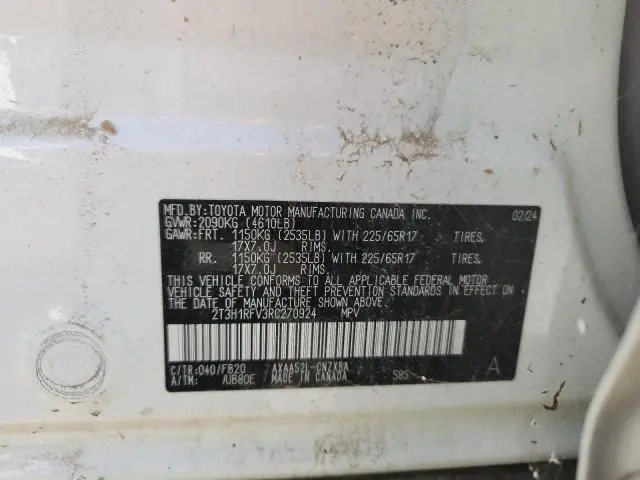 MFD.BY:TOYOTA MOTOR MANUFACTURING CANADA INC. 02/24
GVWR:2090KG (4610LB)
GAWR:FRT. 1150KG (2535LB) WITH 225/65R17 TIRES,
17X7.0J RIMS.
RR. 1150KG (2535LB) WITH 225/65R17 TIRES,
17X7.0J RIMS.
THIS VEHICLE CONFORMS TO ALL APPLICABLE FEDERAL MOTOR
VEHICLE SAFETY AND THEFT PREVENTION STANDARDS IN
EFFECT ON THE DATE OF MANUFACTURE SHOWN ABOVE.
2T3H1RFV3RC270924 MPV
C/TR:040/FB20 AXAA52L-CNZXBA
A/TM: /UB80E MADE IN CANADA 585 A